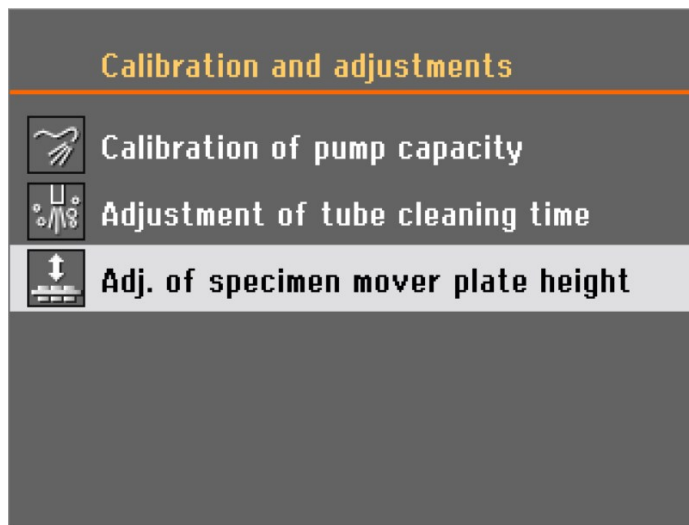 Calibration and adjustments
Calibration of pump capacity
Adjustment of tube cleaning time
Adj. of specimen mover plate height